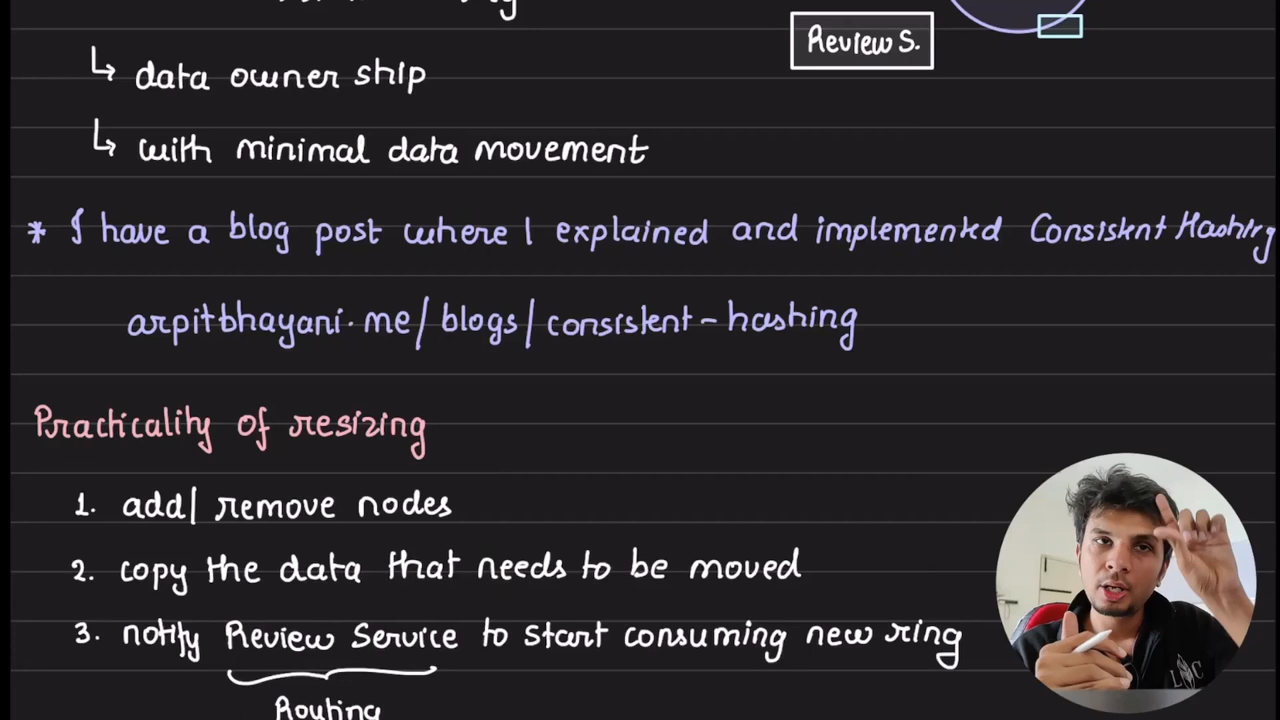 Review S.
↳ data owner ship
↳ with minimal data movement
* I have a blog post where I explained and implemented Consistent Hashing
arpitbhayani.me/blogs/consistent-hashing
Practicality of resizing
1. add/remove nodes
2. copy the data that needs to be moved
3. notify Review Service to start consuming new ring
Routing